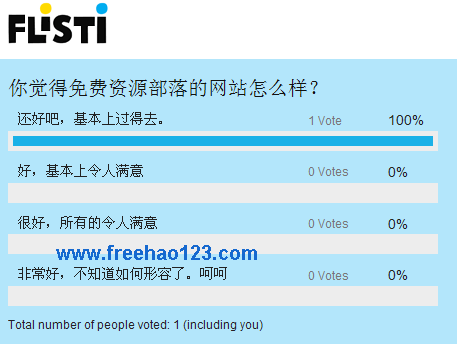 FLiSTi
你觉得免费资源部落的网站怎么样？
还好吧，基本上过得去。 1 Vote 100%
好，基本上令人满意 0 Votes 0%
很好，所有的令人满意 0 Votes 0%
www.freehao123.com
非常好，不知道如何形容了。呵呵 0 Votes 0%
Total number of people voted: 1 (including you)